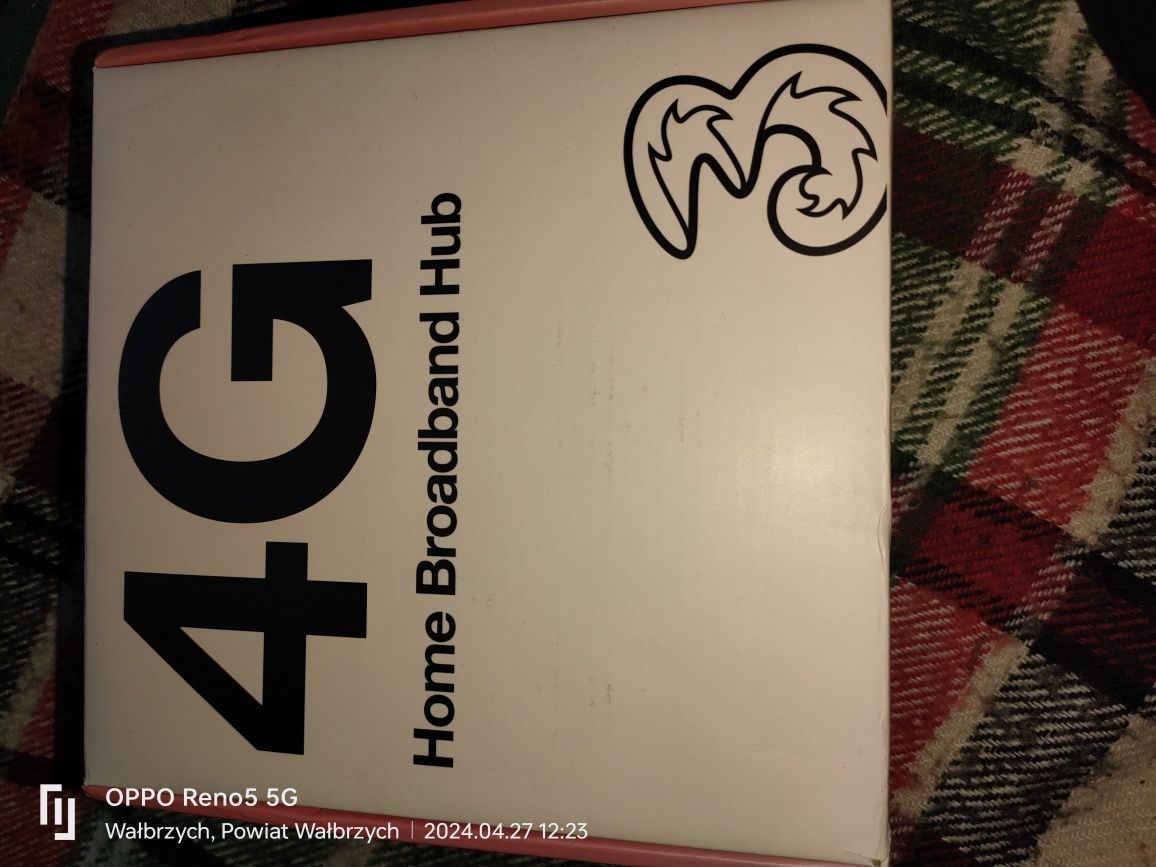 4G
Home Broadband Hub
OPPO Reno5 5G
Wałbrzych, Powiat Wałbrzych | 2024.04.27 12:23